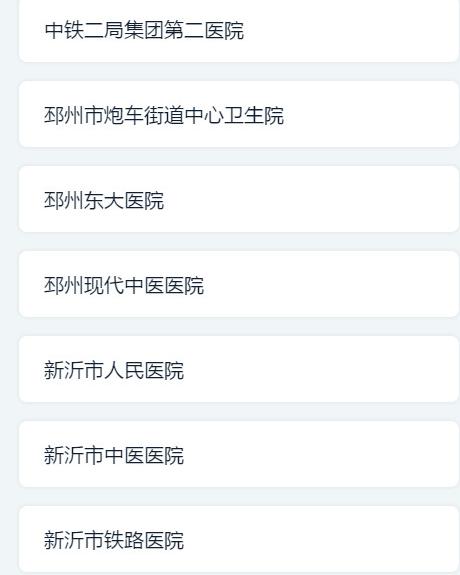 中铁二局集团第二医院
邳州市炮车街道中心卫生院
邳州东大医院
邳州现代中医医院
新沂市人民医院
新沂市中医医院
新沂市铁路医院